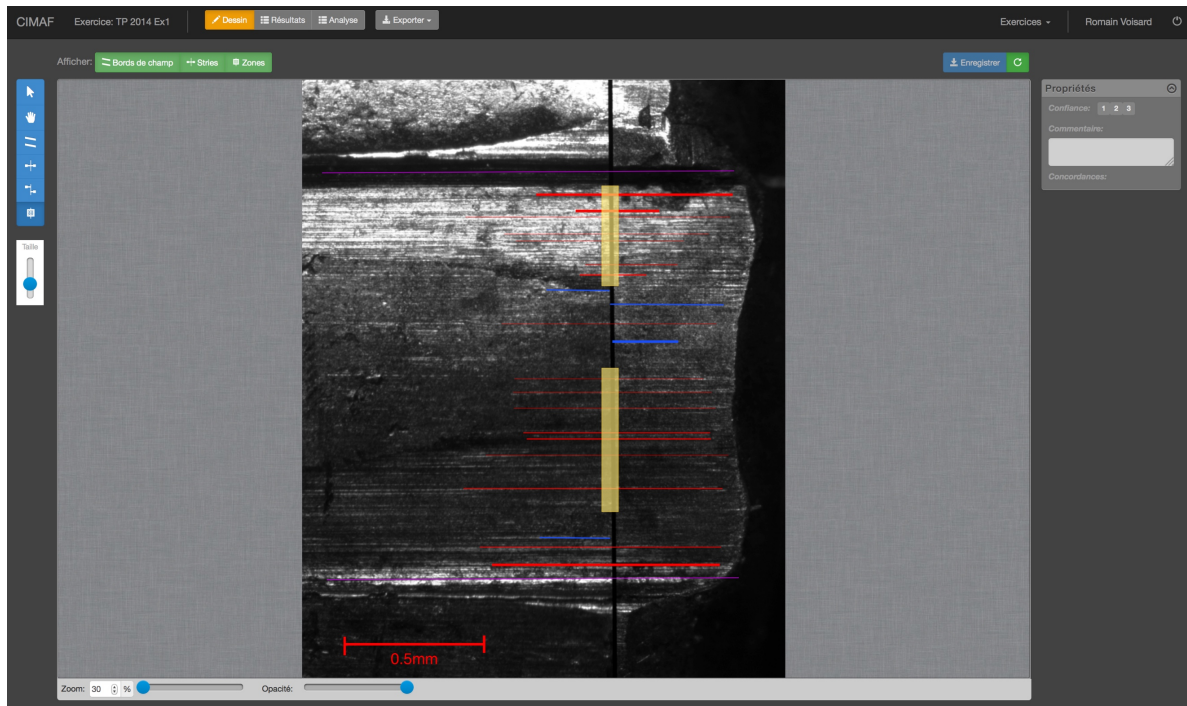 CIMAF Exercice: TP 2014 Ex1 Dessin Résultats Analyse Exporter Exercices Romain Voisard
Afficher: Bords de champ Stries Zones Enregistrer
Propriétés
Confiance: 1 2 3
Commentaire:
Concordances:
Taille
0.5mm
Zoom: 30 % Opacité: